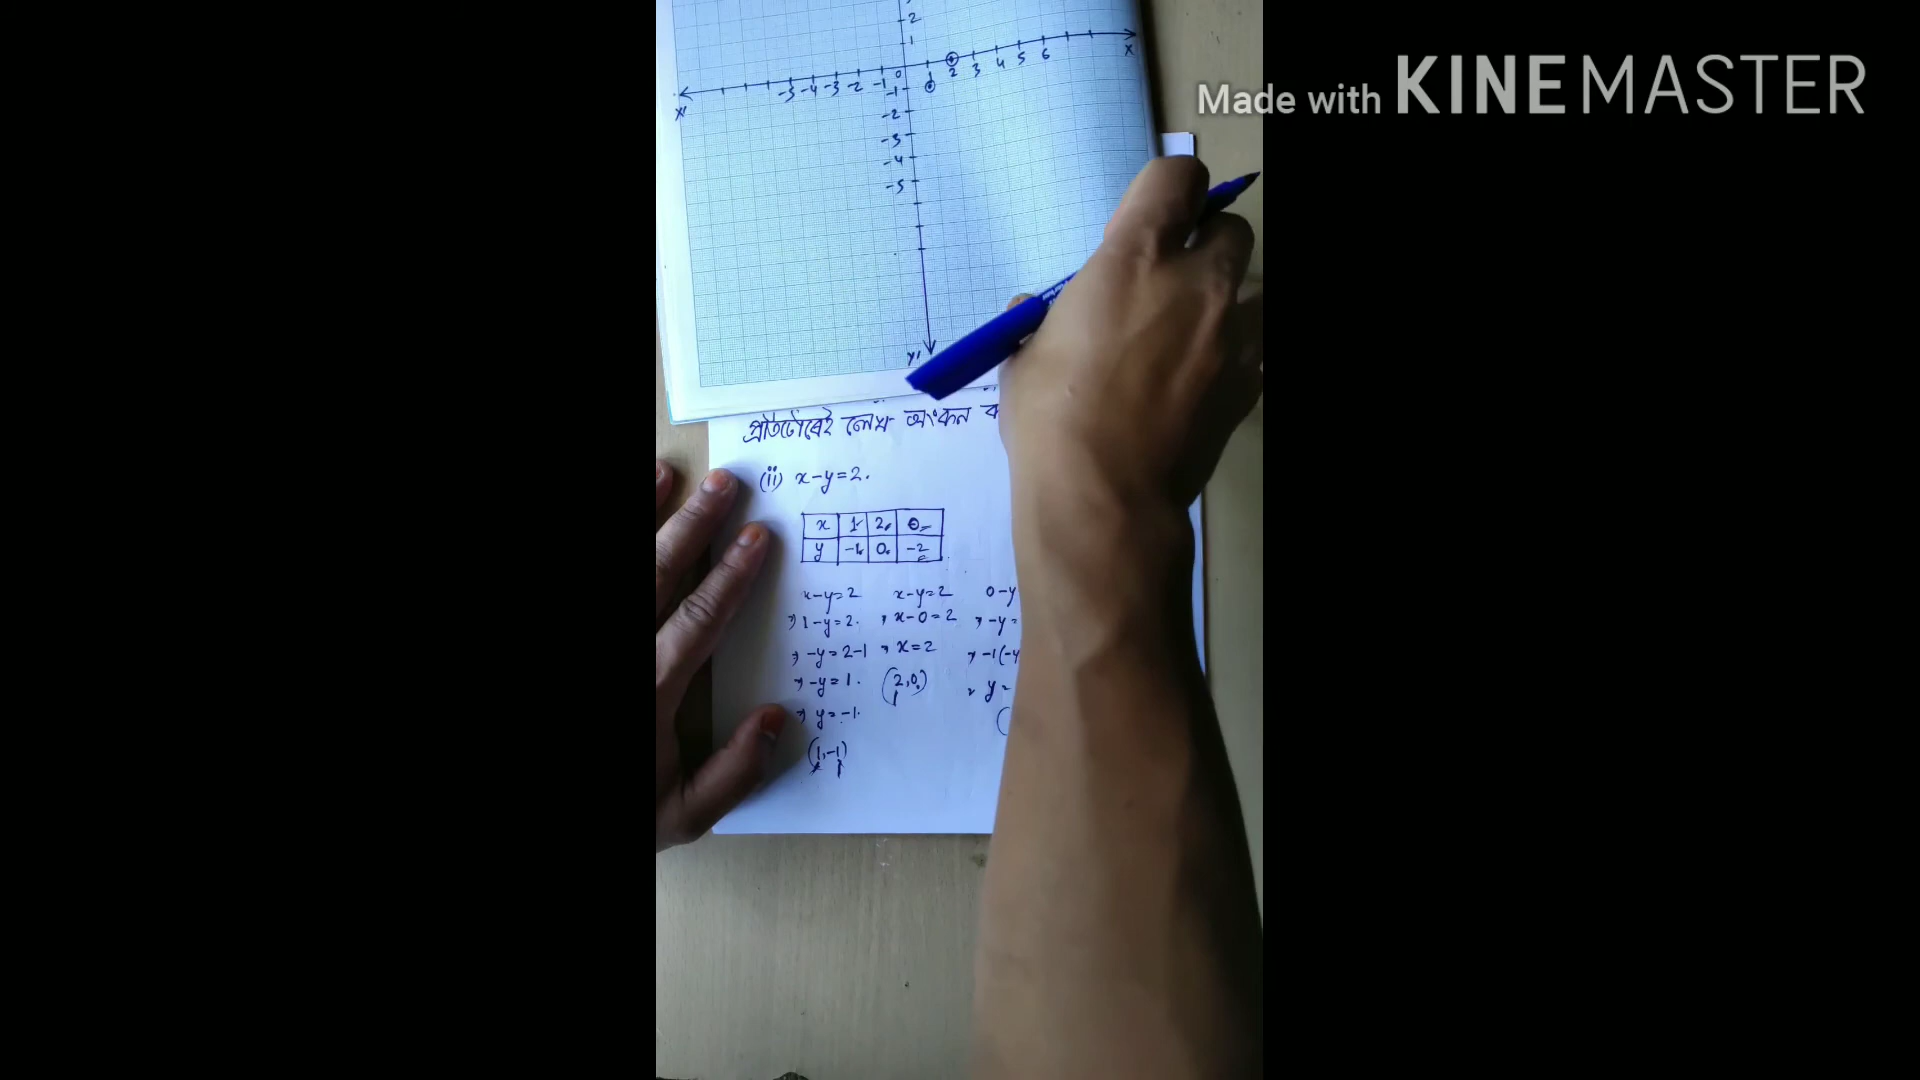 Made with KINEMASTER
2
1
X' -5 -4 -3 -2 -1 0 1 2 3 4 5 6 X
-1
-2
-3
-4
-5
Y'
লেখ অংকন
(ii) x-y=2.
x 1 2 0
y -1 0 -2
x-y=2 x-y=2 0-y
⇒ 1-y=2. ⇒ x-0=2 ⇒ -y=
⇒ -y=2-1 ⇒ x=2 ⇒ -1(-y
⇒ -y=1. (2,0) ⇒ y=
⇒ y=-1. (
(1,-1)